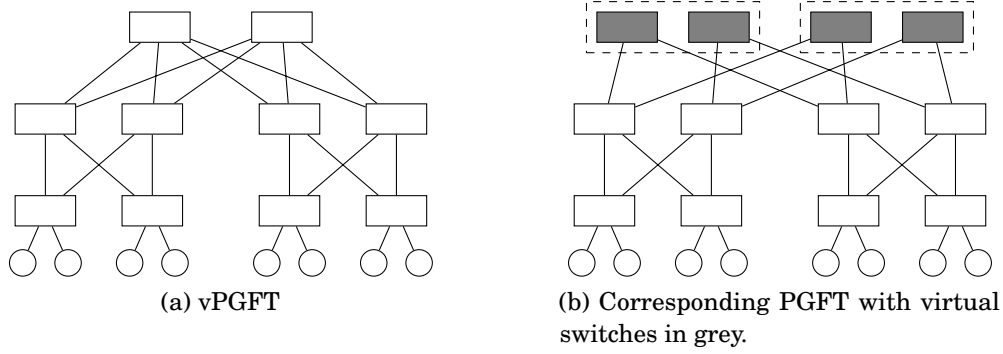 (a) vPGFT
(b) Corresponding PGFT with virtual
switches in grey.